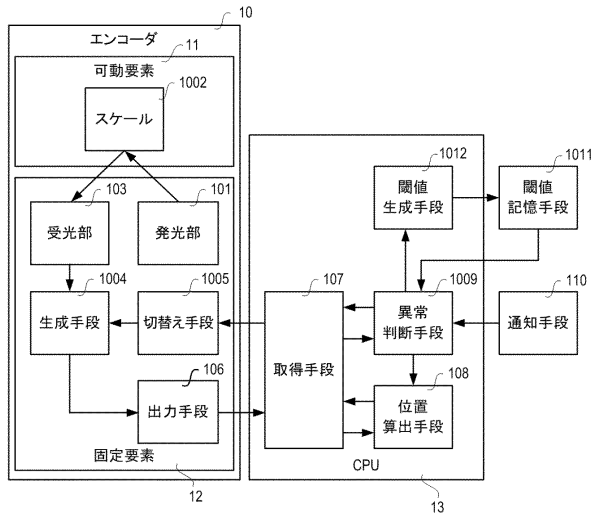 10
エンコーダ
11
可動要素
1002
スケール
103
受光部
101
発光部
1004
生成手段
1005
切替え手段
106
出力手段
固定要素
12
1012
閾値
生成手段
1011
閾値
記憶手段
107
取得手段
1009
異常
判断手段
110
通知手段
108
位置
算出手段
CPU
13